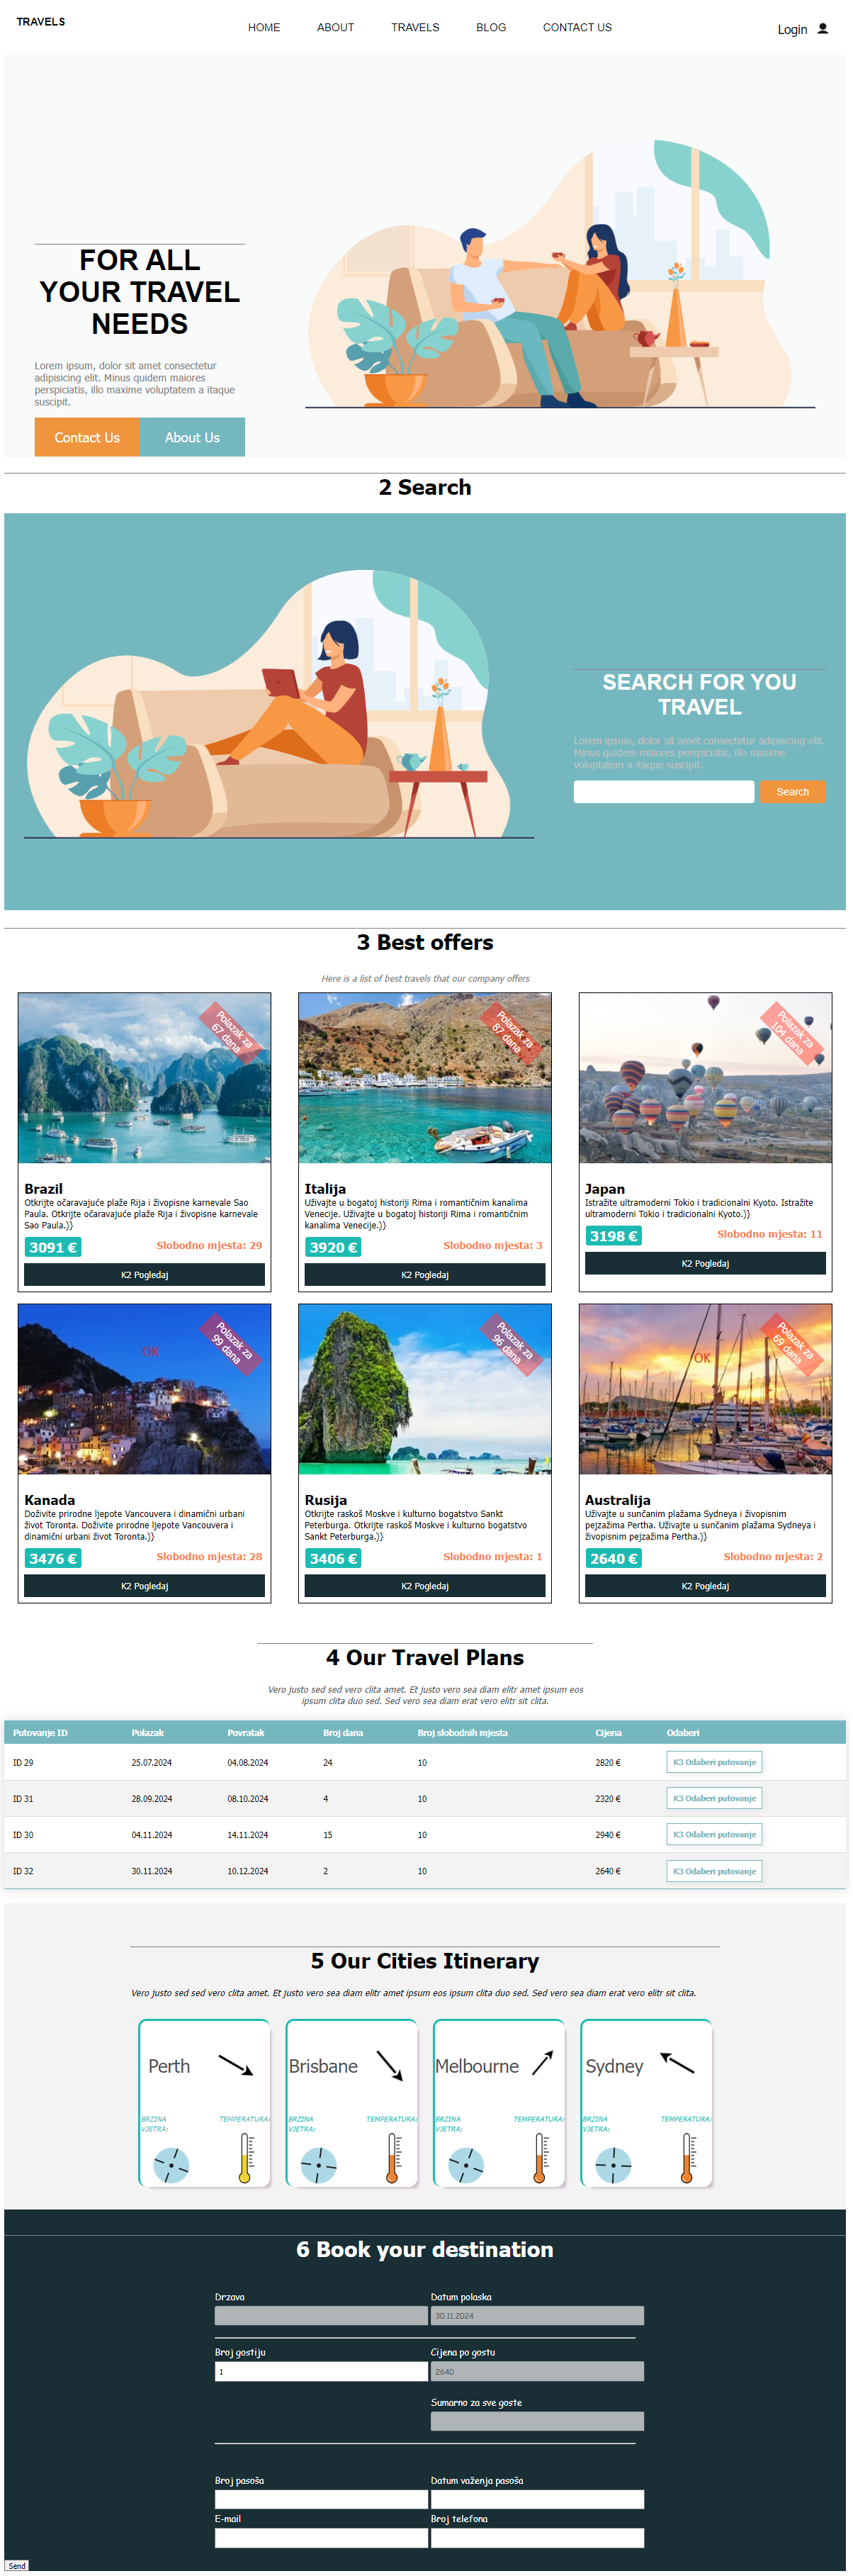 TRAVELS
HOME ABOUT TRAVELS BLOG CONTACT US
Login
FOR ALL
YOUR TRAVEL
NEEDS
Lorem ipsum, dolor sit amet consectetur
adipisicing elit. Minus quidem maiores
perspiciatis, illo maxime voluptatem a itaque
suscipit.
Contact Us About Us
2 Search
SEARCH FOR YOU
TRAVEL
Lorem ipsum, dolor sit amet consectetur adipisicing elit.
Minus quidem maiores perspiciatis, illo maxime
voluptatem a itaque suscipit.
Search
3 Best offers
Here is a list of best travels that our company offers
Polazak za
67 dana
Brazil
Otkrijte očaravajuće plaže Rija i živopisne karnevale Sao
Paula. Otkrijte očaravajuće plaže Rija i živopisne karnevale
Sao Paula.)}
3091 € Slobodno mjesta: 29
K2 Pogledaj
Polazak za
87 dana
Italija
Uživajte u bogatoj historiji Rima i romantičnim kanalima
Venecije. Uživajte u bogatoj historiji Rima i romantičnim
kanalima Venecije.)}
3920 € Slobodno mjesta: 3
K2 Pogledaj
Polazak za
104 dana
Japan
Istražite ultramoderni Tokio i tradicionalni Kyoto. Istražite
ultramoderni Tokio i tradicionalni Kyoto.)}
3198 € Slobodno mjesta: 11
K2 Pogledaj
Polazak za
99 dana
OK
Kanada
Doživite prirodne ljepote Vancouvera i dinamični urbani
život Toronta. Doživite prirodne ljepote Vancouvera i
dinamični urbani život Toronta.)}
3476 € Slobodno mjesta: 28
K2 Pogledaj
Polazak za
96 dana
Rusija
Otkrijte raskoš Moskve i kulturno bogatstvo Sankt
Peterburga. Otkrijte raskoš Moskve i kulturno bogatstvo
Sankt Peterburga.)}
3406 € Slobodno mjesta: 1
K2 Pogledaj
Polazak za
69 dana
OK
Australija
Uživajte u sunčanim plažama Sydneya i živopisnim
pejzažima Pertha. Uživajte u sunčanim plažama Sydneya i
živopisnim pejzažima Pertha.)}
2640 € Slobodno mjesta: 2
K2 Pogledaj
4 Our Travel Plans
Vero justo sed sed vero clita amet. Et justo vero sea diam elitr amet ipsum eos
ipsum clita duo sed. Sed vero sea diam erat vero elitr sit clita.
Putovanje ID Polazak Povratak Broj dana Broj slobodnih mjesta Cijena Odaberi
ID 29 25.07.2024 04.08.2024 24 10 2820 € K3 Odaberi putovanje
ID 31 28.09.2024 08.10.2024 4 10 2320 € K3 Odaberi putovanje
ID 30 04.11.2024 14.11.2024 15 10 2940 € K3 Odaberi putovanje
ID 32 30.11.2024 10.12.2024 2 10 2640 € K3 Odaberi putovanje
5 Our Cities Itinerary
Vero justo sed sed vero clita amet. Et justo vero sea diam elitr amet ipsum eos ipsum clita duo sed. Sed vero sea diam erat vero elitr sit clita.
Perth
BRZINA TEMPERATURA:
VJETRA:
Brisbane
BRZINA TEMPERATURA:
VJETRA:
Melbourne
BRZINA TEMPERATURA:
VJETRA:
Sydney
BRZINA TEMPERATURA:
VJETRA:
6 Book your destination
Drzava Datum polaska
30.11.2024
Broj gostiju Cijena po gostu
1 2640
Sumarno za sve goste
Broj pasoša Datum važenja pasoša
E-mail Broj telefona
Send